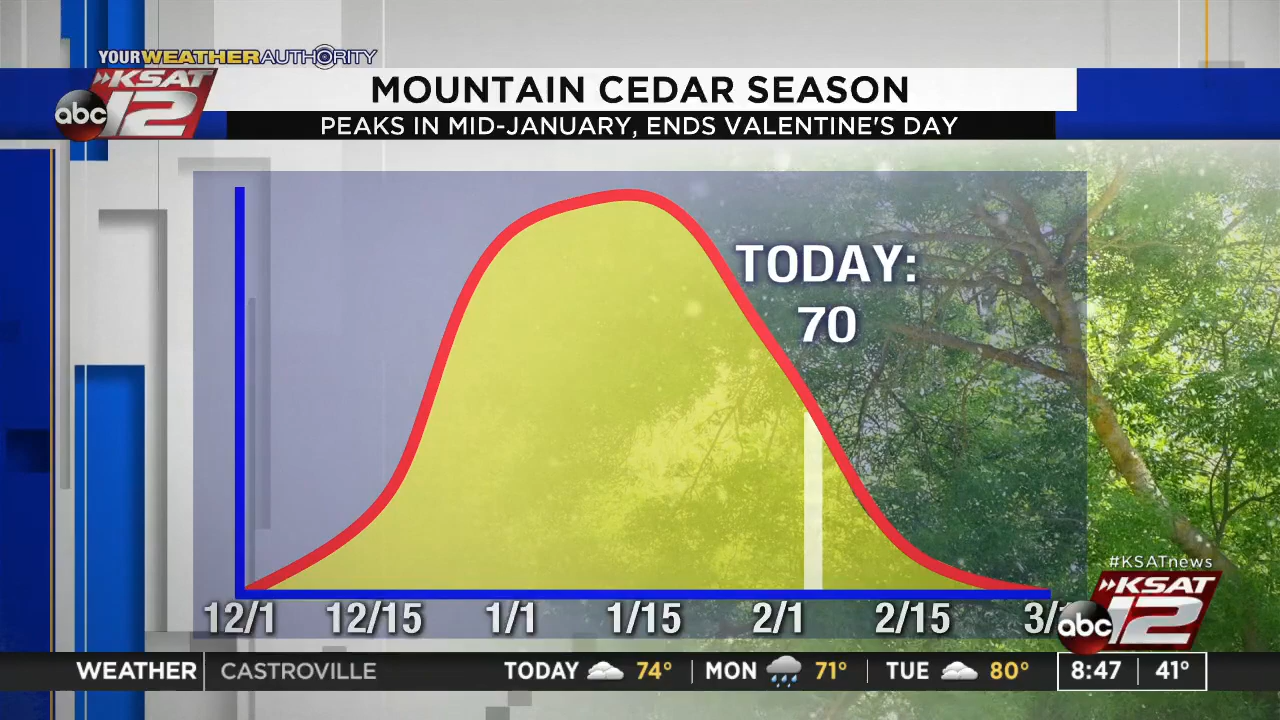 YOUR WEATHER AUTHORITY
KSAT
abc 12
MOUNTAIN CEDAR SEASON
PEAKS IN MID-JANUARY, ENDS VALENTINE'S DAY
TODAY:
70
12/1 12/15 1/1 1/15 2/1 2/15 3/
#KSATnews
KSAT
abc 12
WEATHER CASTROVILLE TODAY 74° MON 71° TUE 80° 8:47 41°